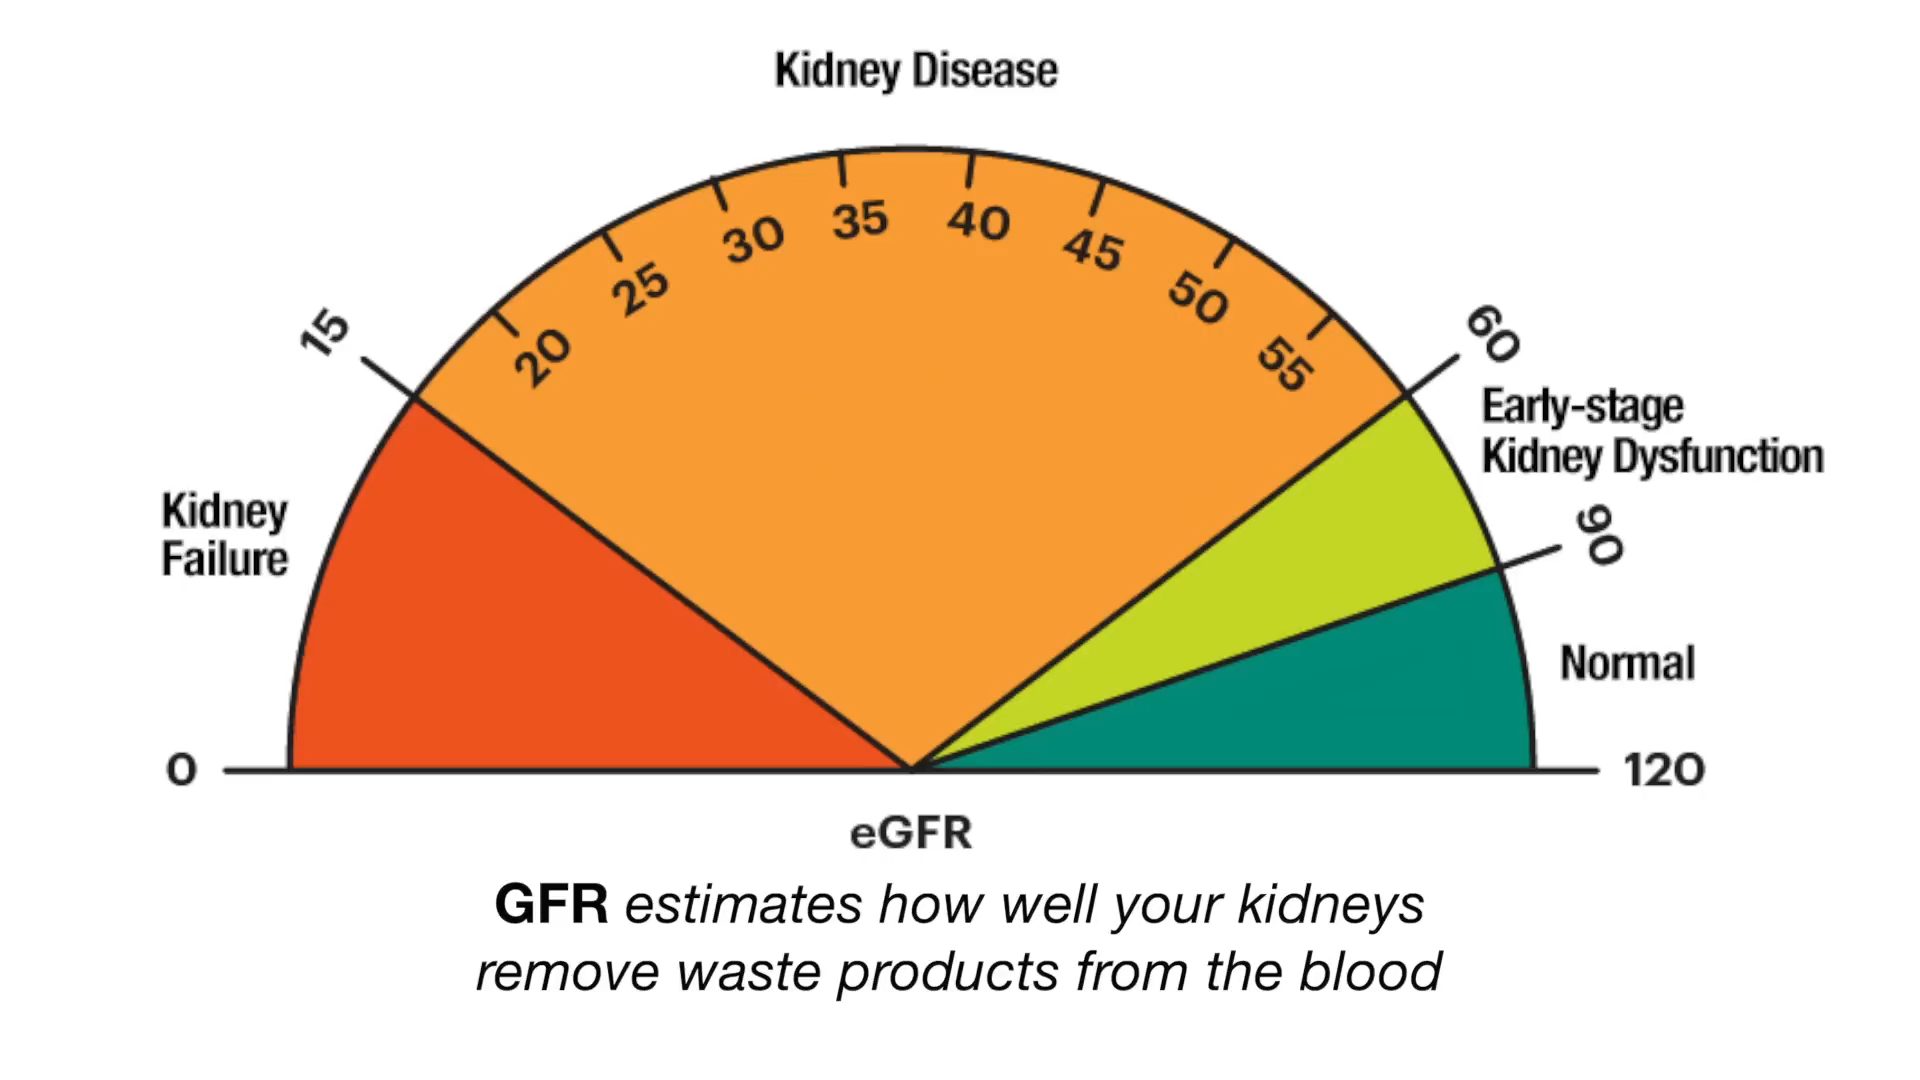 Kidney Disease
15
20
25
30
35
40
45
50
55
60
Early-stage
Kidney Dysfunction
90
Kidney
Failure
Normal
0
120
eGFR
GFR estimates how well your kidneys
remove waste products from the blood